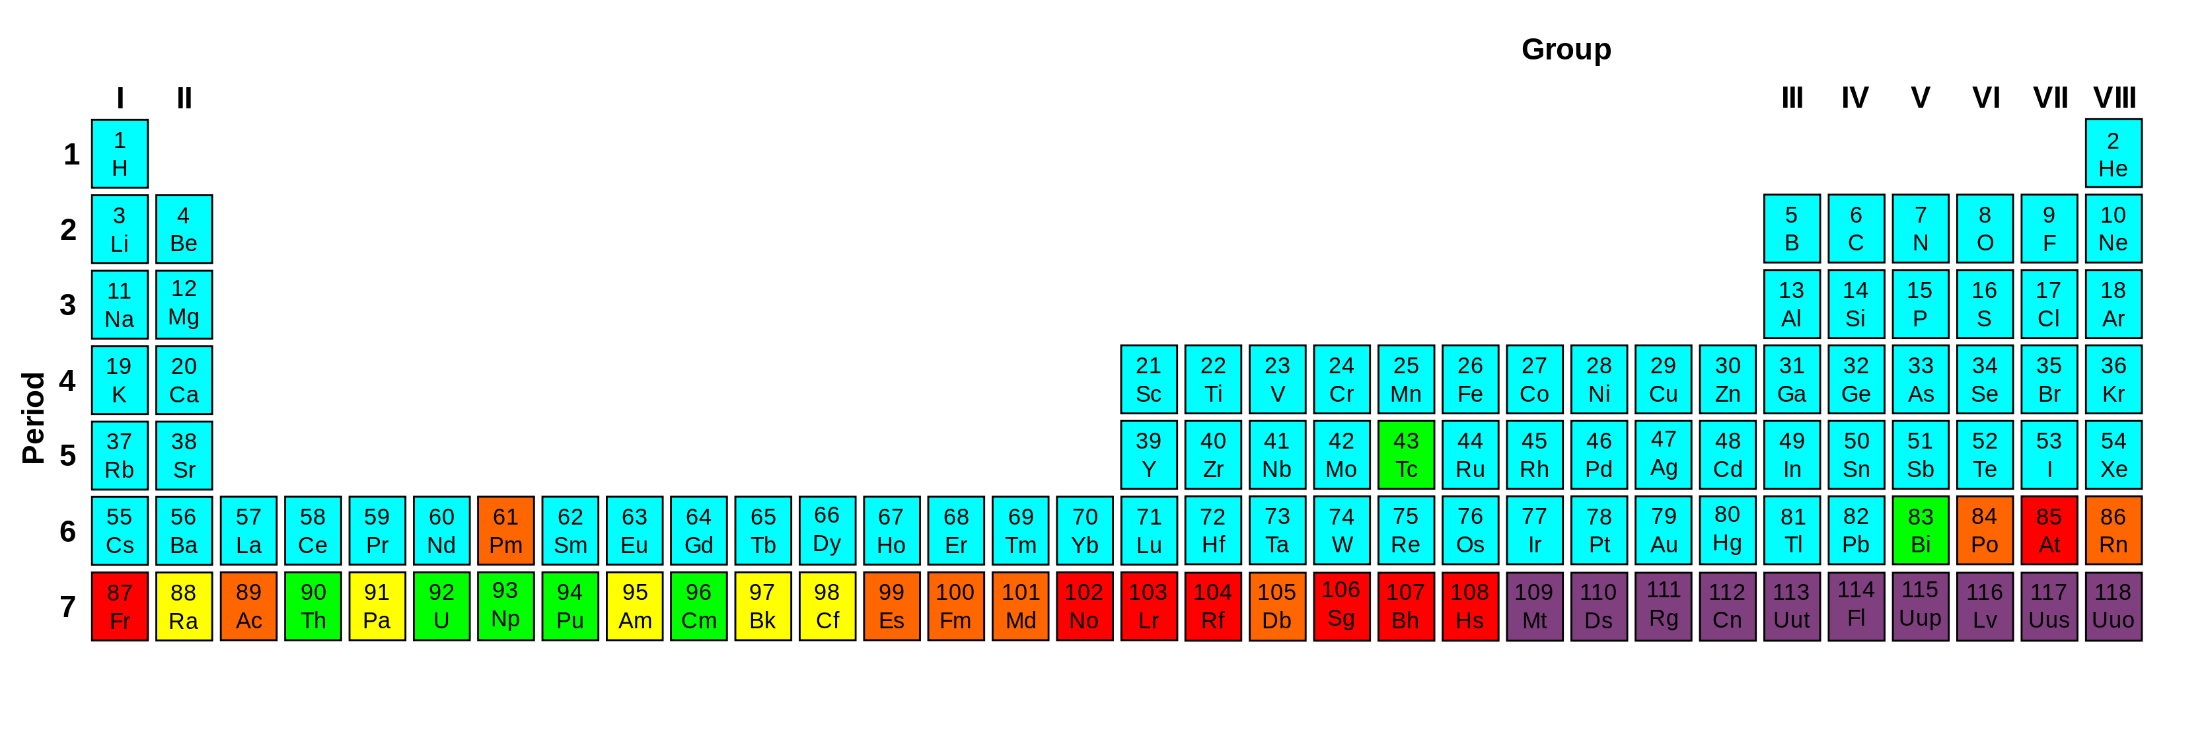 Group
I II III IV V VI VII VIII
Period
1
1 2
H He
2
3 4 5 6 7 8 9 10
Li Be B C N O F Ne
3
11 12 13 14 15 16 17 18
Na Mg Al Si P S Cl Ar
4
19 20 21 22 23 24 25 26 27 28 29 30 31 32 33 34 35 36
K Ca Sc Ti V Cr Mn Fe Co Ni Cu Zn Ga Ge As Se Br Kr
5
37 38 39 40 41 42 43 44 45 46 47 48 49 50 51 52 53 54
Rb Sr Y Zr Nb Mo Tc Ru Rh Pd Ag Cd In Sn Sb Te I Xe
6
55 56 57 58 59 60 61 62 63 64 65 66 67 68 69 70 71 72 73 74 75 76 77 78 79 80 81 82 83 84 85 86
Cs Ba La Ce Pr Nd Pm Sm Eu Gd Tb Dy Ho Er Tm Yb Lu Hf Ta W Re Os Ir Pt Au Hg Tl Pb Bi Po At Rn
7
87 88 89 90 91 92 93 94 95 96 97 98 99 100 101 102 103 104 105 106 107 108 109 110 111 112 113 114 115 116 117 118
Fr Ra Ac Th Pa U Np Pu Am Cm Bk Cf Es Fm Md No Lr Rf Db Sg Bh Hs Mt Ds Rg Cn Uut Fl Uup Lv Uus Uuo